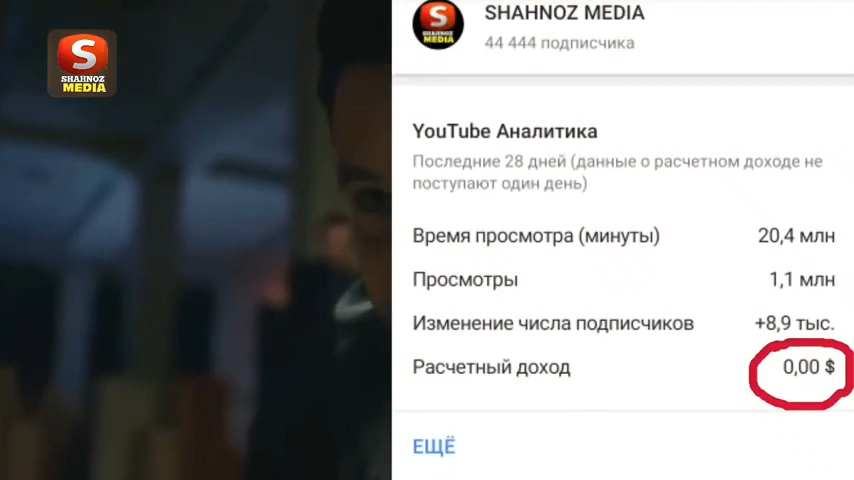 S
SHAHNOZ
MEDIA
S
SHAHNOZ
MEDIA
SHAHNOZ MEDIA
44 444 подписчика
YouTube Аналитика
Последние 28 дней (данные о расчетном доходе не
поступают один день)
Время просмотра (минуты) 20,4 млн
Просмотры 1,1 млн
Изменение числа подписчиков +8,9 тыс.
Расчетный доход 0,00 $
ЕЩЁ